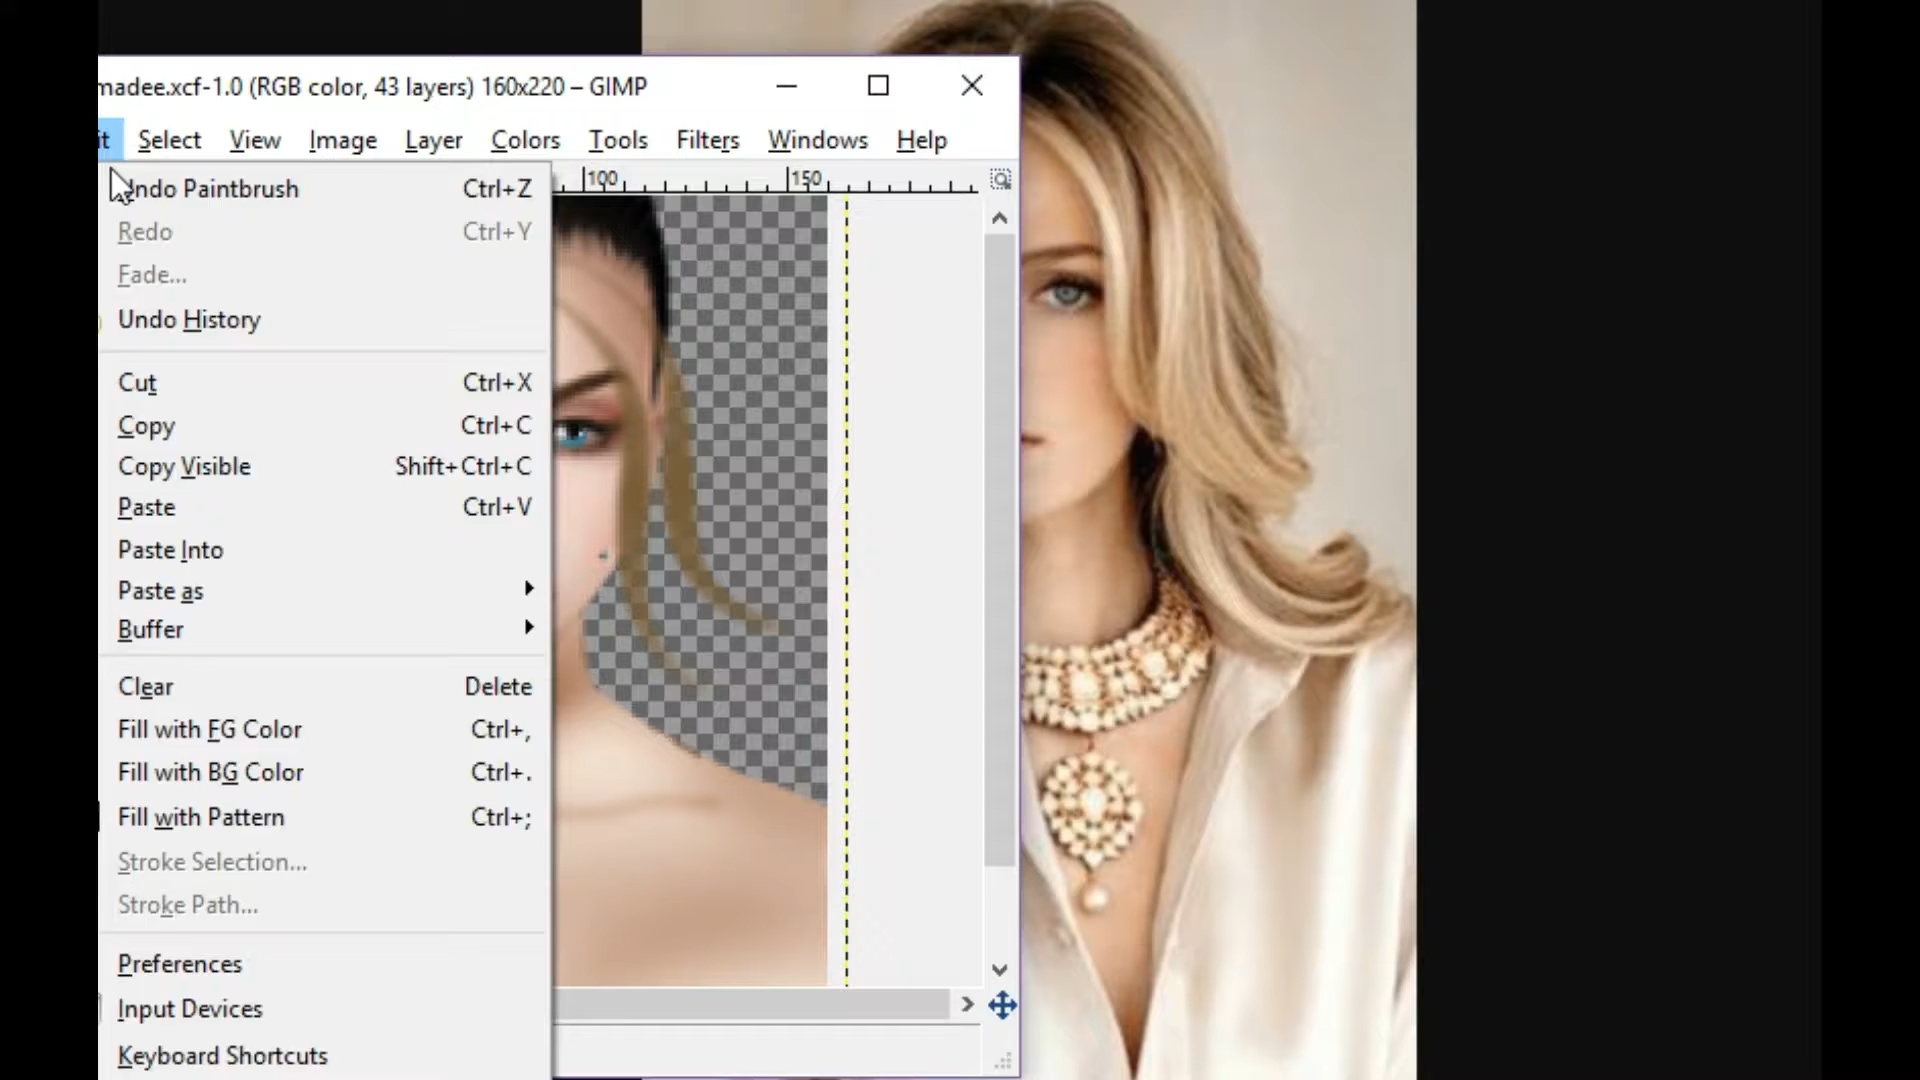 madee.xcf-1.0 (RGB color, 43 layers) 160x220 – GIMP
it Select View Image Layer Colors Tools Filters Windows Help
100 150
Undo Paintbrush Ctrl+Z
Redo Ctrl+Y
Fade...
Undo History
Cut Ctrl+X
Copy Ctrl+C
Copy Visible Shift+Ctrl+C
Paste Ctrl+V
Paste Into
Paste as
Buffer
Clear Delete
Fill with FG Color Ctrl+,
Fill with BG Color Ctrl+.
Fill with Pattern Ctrl+;
Stroke Selection...
Stroke Path...
Preferences
Input Devices
Keyboard Shortcuts